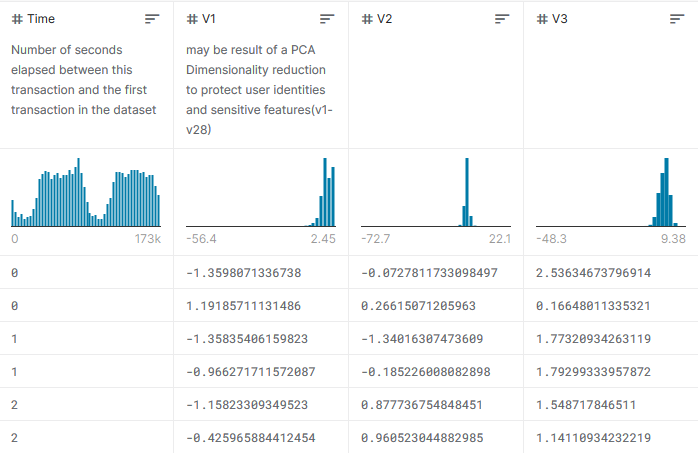 # Time
# V1
# V2
# V3
Number of seconds
elapsed between this
transaction and the first
transaction in the dataset
may be result of a PCA
Dimensionality reduction
to protect user identities
and sensitive features(v1-
v28)
0 173k
-56.4 2.45
-72.7 22.1
-48.3 9.38
0 -1.3598071336738 -0.0727811733098497 2.53634673796914
0 1.19185711131486 0.26615071205963 0.16648011335321
1 -1.35835406159823 -1.34016307473609 1.77320934263119
1 -0.966271711572087 -0.185226008082898 1.79299333957872
2 -1.15823309349523 0.877736754848451 1.548717846511
2 -0.425965884412454 0.960523044882985 1.14110934232219